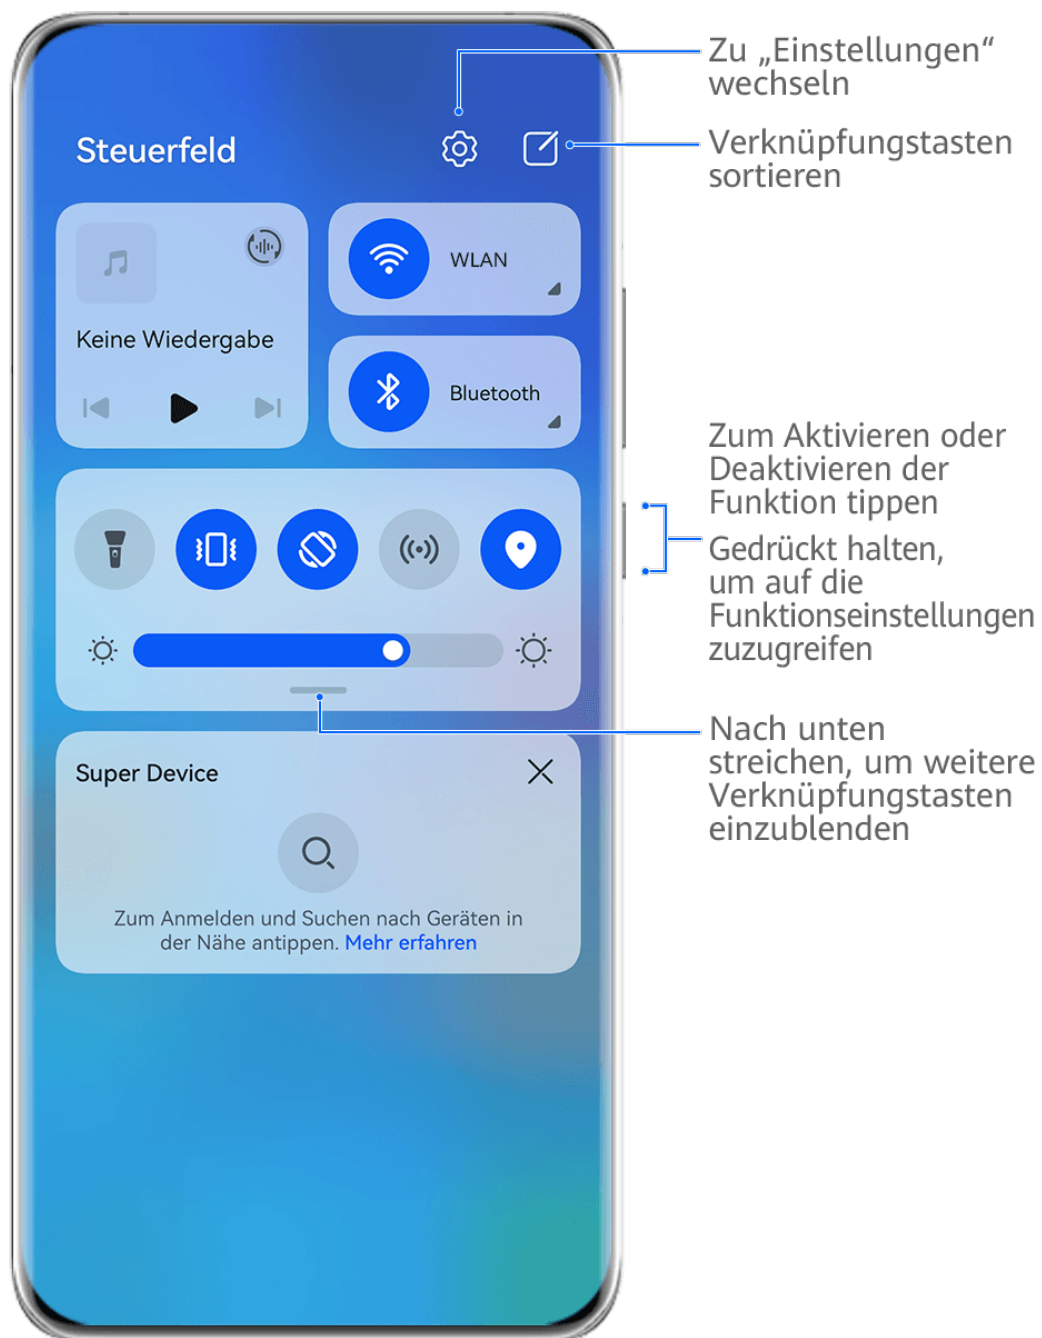 Zu „Einstellungen“
wechseln
Steuerfeld
Verknüpfungstasten
sortieren
WLAN
Keine Wiedergabe
Bluetooth
Zum Aktivieren oder
Deaktivieren der
Funktion tippen
Gedrückt halten,
um auf die
Funktionseinstellungen
zuzugreifen
Nach unten
streichen, um weitere
Verknüpfungstasten
einzublenden
Super Device
Zum Anmelden und Suchen nach Geräten in
der Nähe antippen. Mehr erfahren